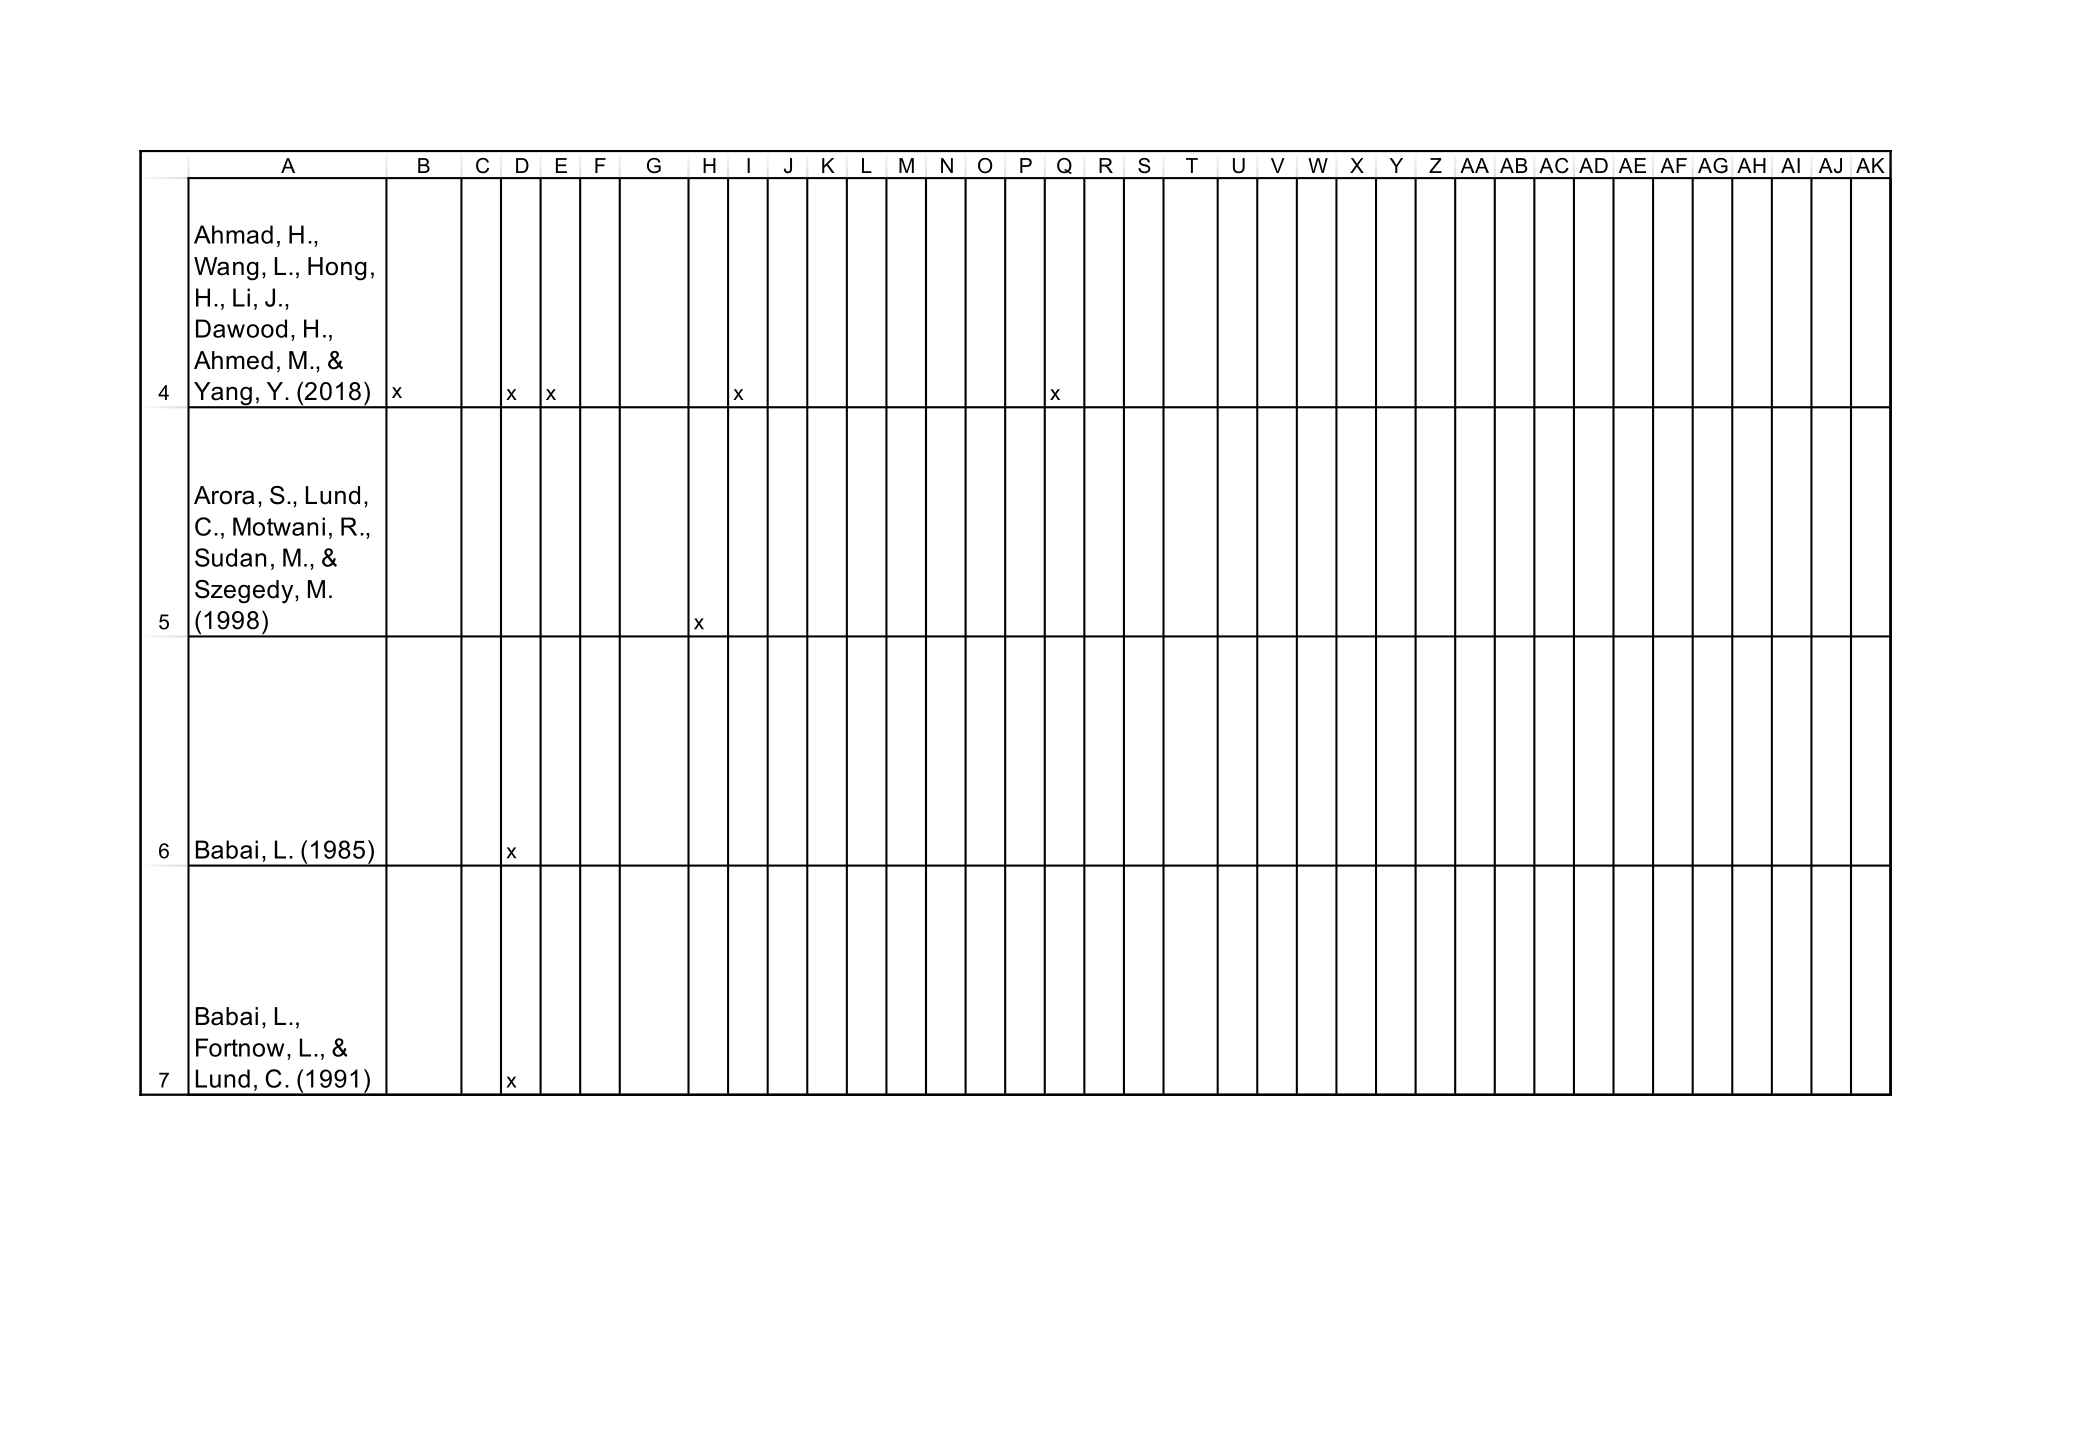 A B C D E F G H I J K L M N O P Q R S T U V W X Y Z AA AB AC AD AE AF AG AH AI AJ AK
Ahmad, H.,
Wang, L., Hong,
H., Li, J.,
Dawood, H.,
Ahmed, M., &
4 Yang, Y. (2018) x x x x x
Arora, S., Lund,
C., Motwani, R.,
Sudan, M., &
Szegedy, M.
5 (1998) x
6 Babai, L. (1985) x
Babai, L.,
Fortnow, L., &
7 Lund, C. (1991) x